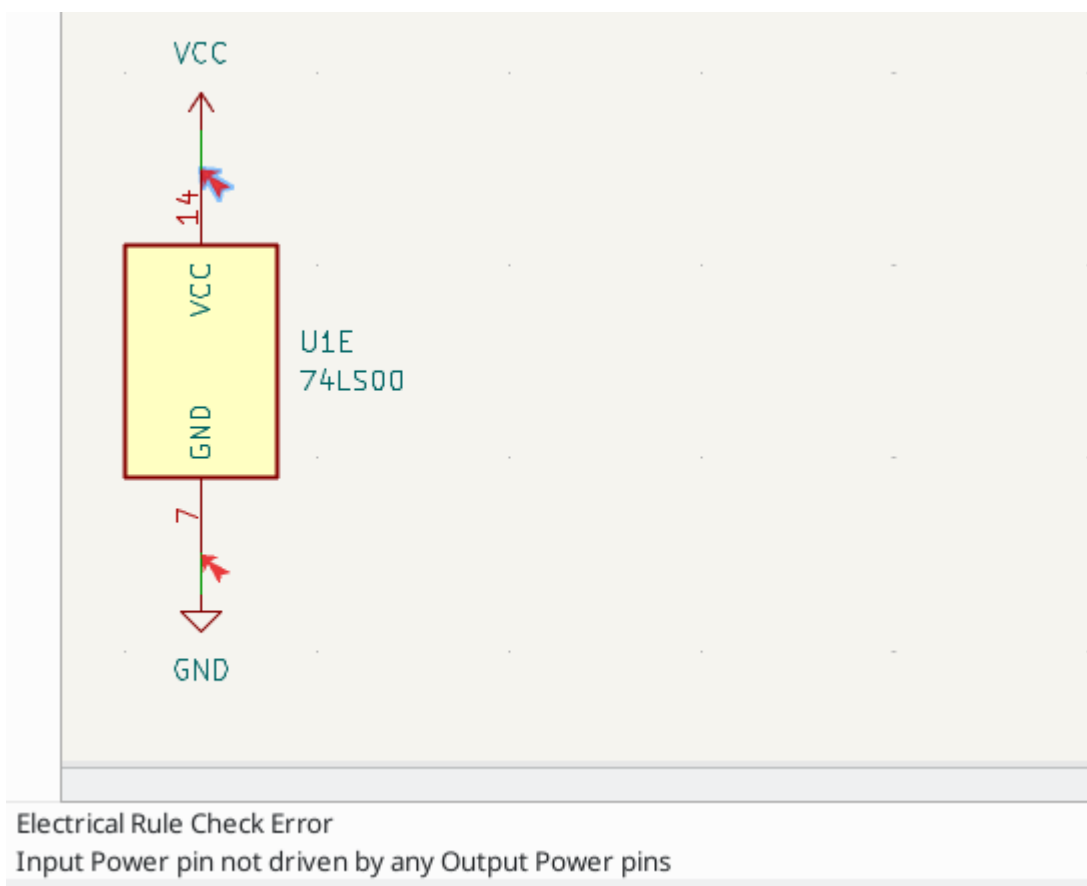 VCC
14
VCC
U1E
74LS00
GND
7
GND
Electrical Rule Check Error
Input Power pin not driven by any Output Power pins